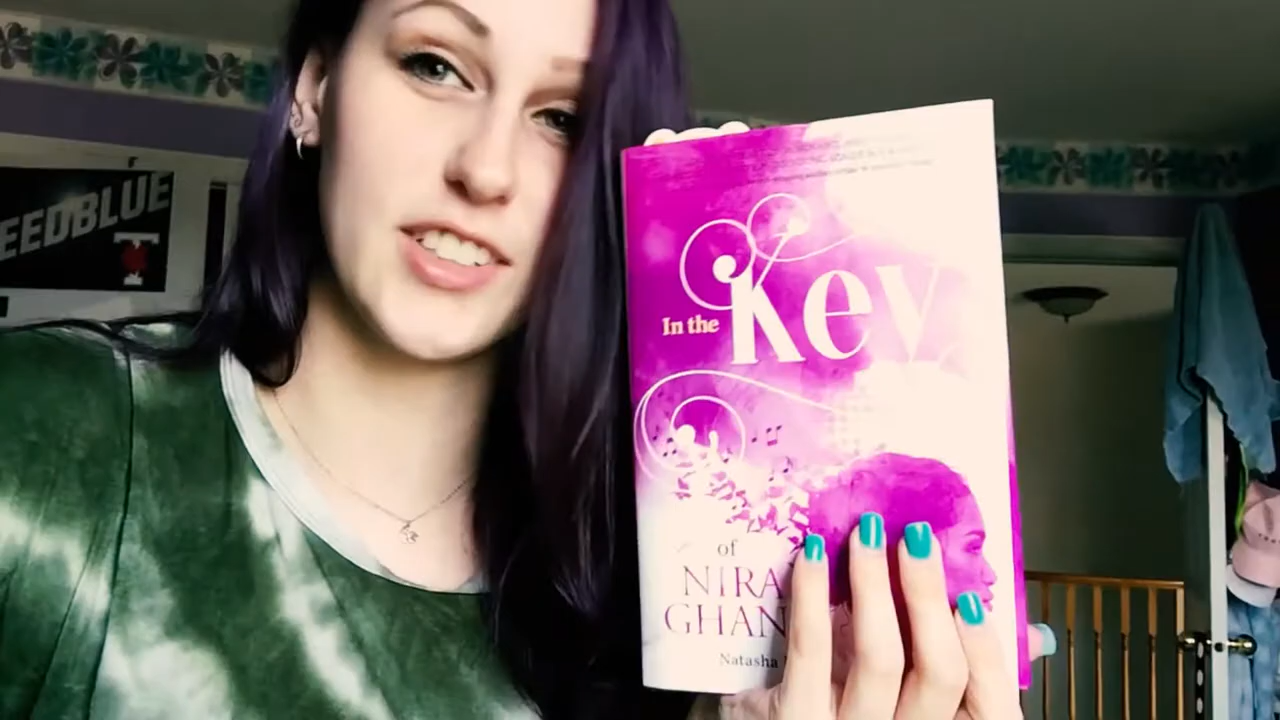 EEDBLUE
T
In the Key
of
NIRA
GHAN
Natasha